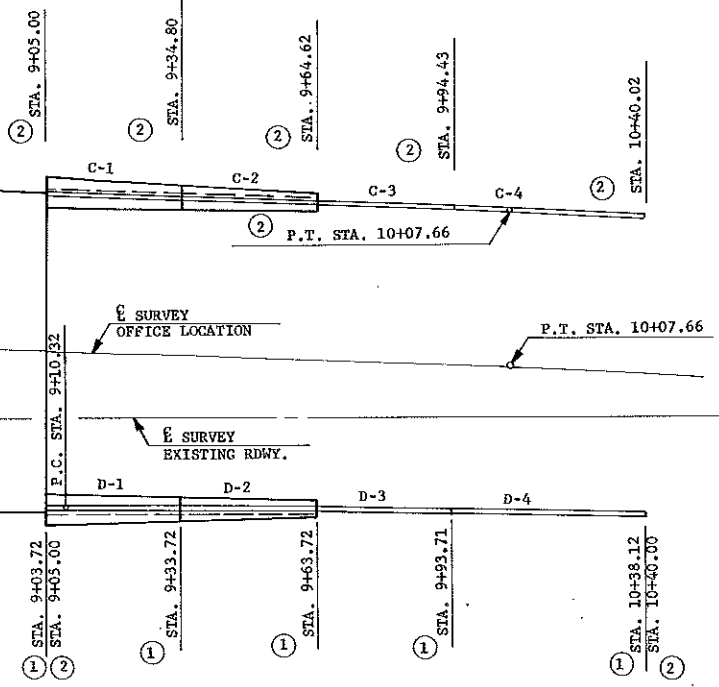 STA. 9+05.00
②
STA. 9+34.80
②
STA. 9+64.62
②
STA. 9+94.43
②
STA. 10+40.02
②
C-1
C-2
C-3
C-4
②
P.T. STA. 10+07.66
℄ SURVEY
OFFICE LOCATION
P.T. STA. 10+07.66
P.C. STA. 9+10.32
℄ SURVEY
EXISTING RDWY.
D-1
D-2
D-3
D-4
STA. 9+03.72
①
STA. 9+05.00
②
STA. 9+33.72
①
STA. 9+63.72
①
STA. 9+93.71
①
STA. 10+38.12
①
STA. 10+40.00
②